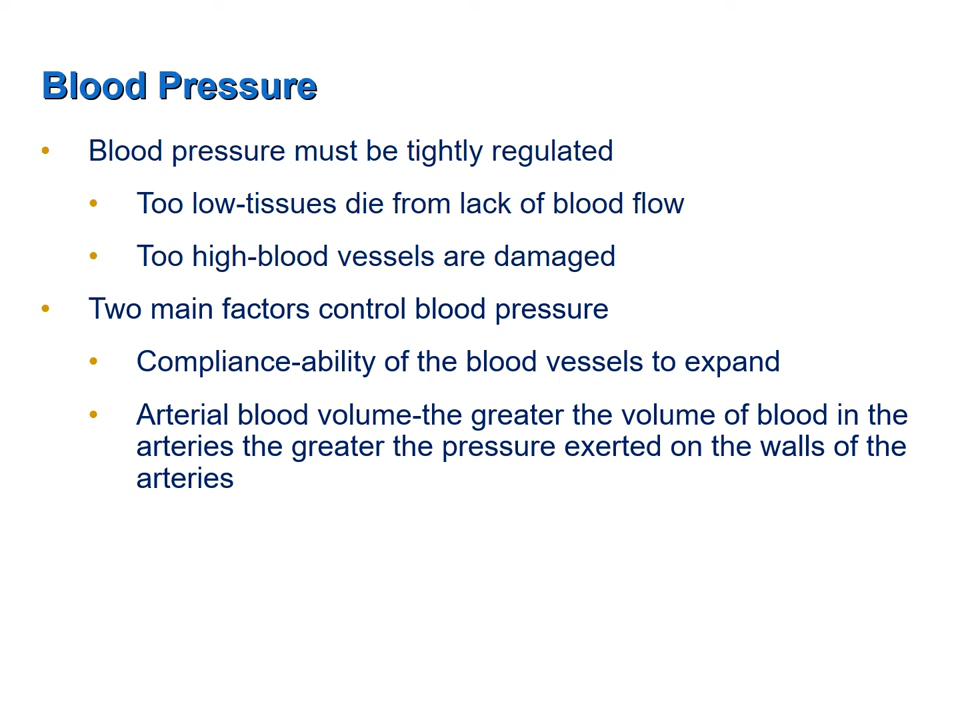 Blood Pressure
• Blood pressure must be tightly regulated
• Too low-tissues die from lack of blood flow
• Too high-blood vessels are damaged
• Two main factors control blood pressure
• Compliance-ability of the blood vessels to expand
• Arterial blood volume-the greater the volume of blood in the
arteries the greater the pressure exerted on the walls of the
arteries